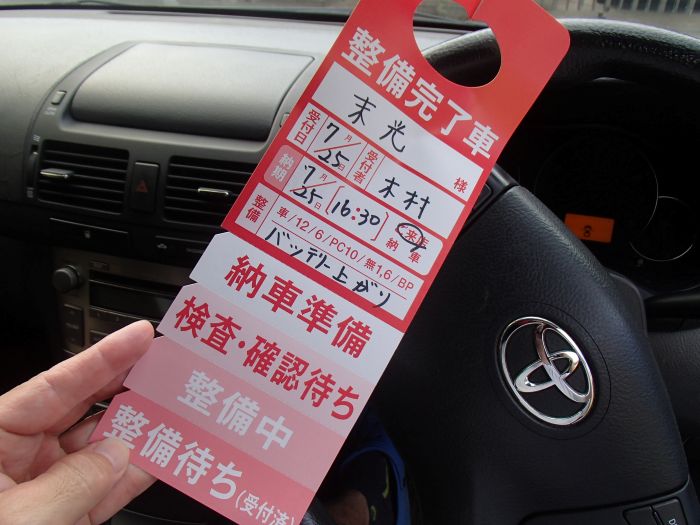 整備完了車
末光 様
受付日 7月25日 受付者 木村
納期 7月25日 [16:30] 来店 納車
整備 車/12/6/PC10/無1,6/BP
バッテリー上がり
納車準備
検査・確認待ち
整備中
整備待ち(受付済)